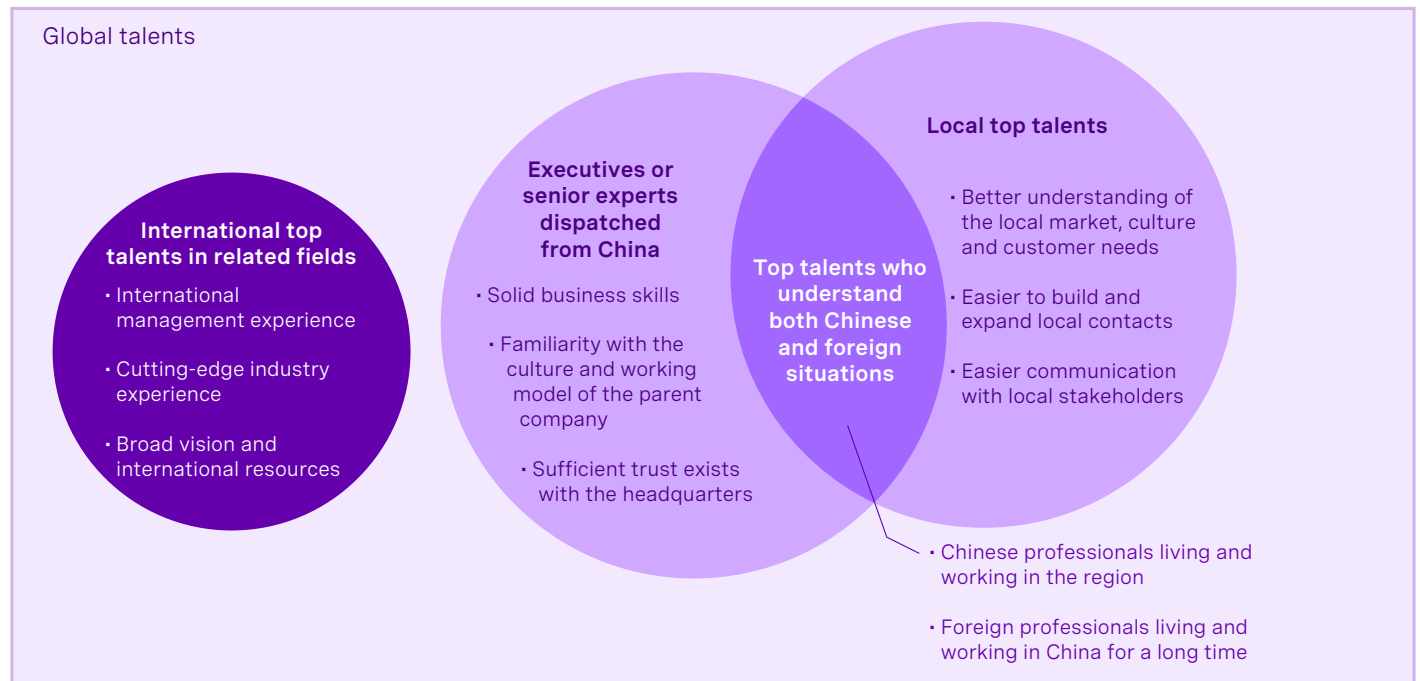 Global talents
International top
talents in related fields
· International
management experience
· Cutting-edge industry
experience
· Broad vision and
international resources
Executives or
senior experts
dispatched
from China
· Solid business skills
· Familiarity with the
culture and working
model of the parent
company
· Sufficient trust exists
with the headquarters
Top talents who
understand
both Chinese
and foreign
situations
Local top talents
· Better understanding of
the local market, culture
and customer needs
· Easier to build and
expand local contacts
· Easier communication
with local stakeholders
· Chinese professionals living and
working in the region
· Foreign professionals living and
working in China for a long time